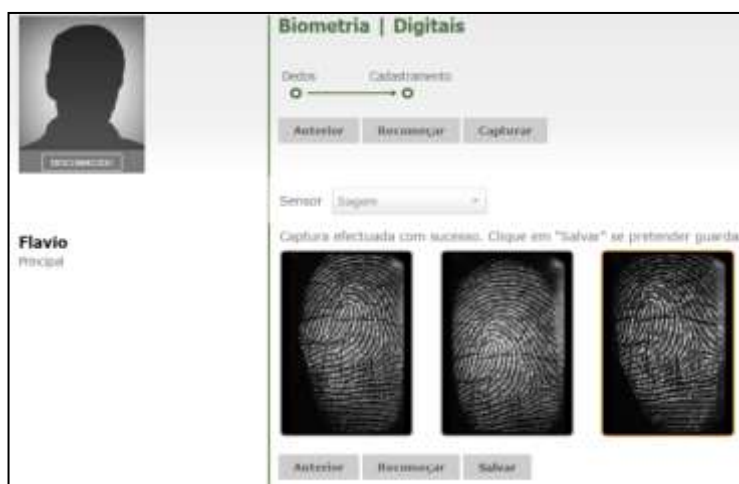 Biometria | Digitais
Dedos Cadastramento
Anterior Recomeçar Capturar
DESCONHECIDO
Sensor Sagem
Flavio
Principal
Captura efectuada com sucesso. Clique em "Salvar" se pretender guarda
Anterior Recomeçar Salvar